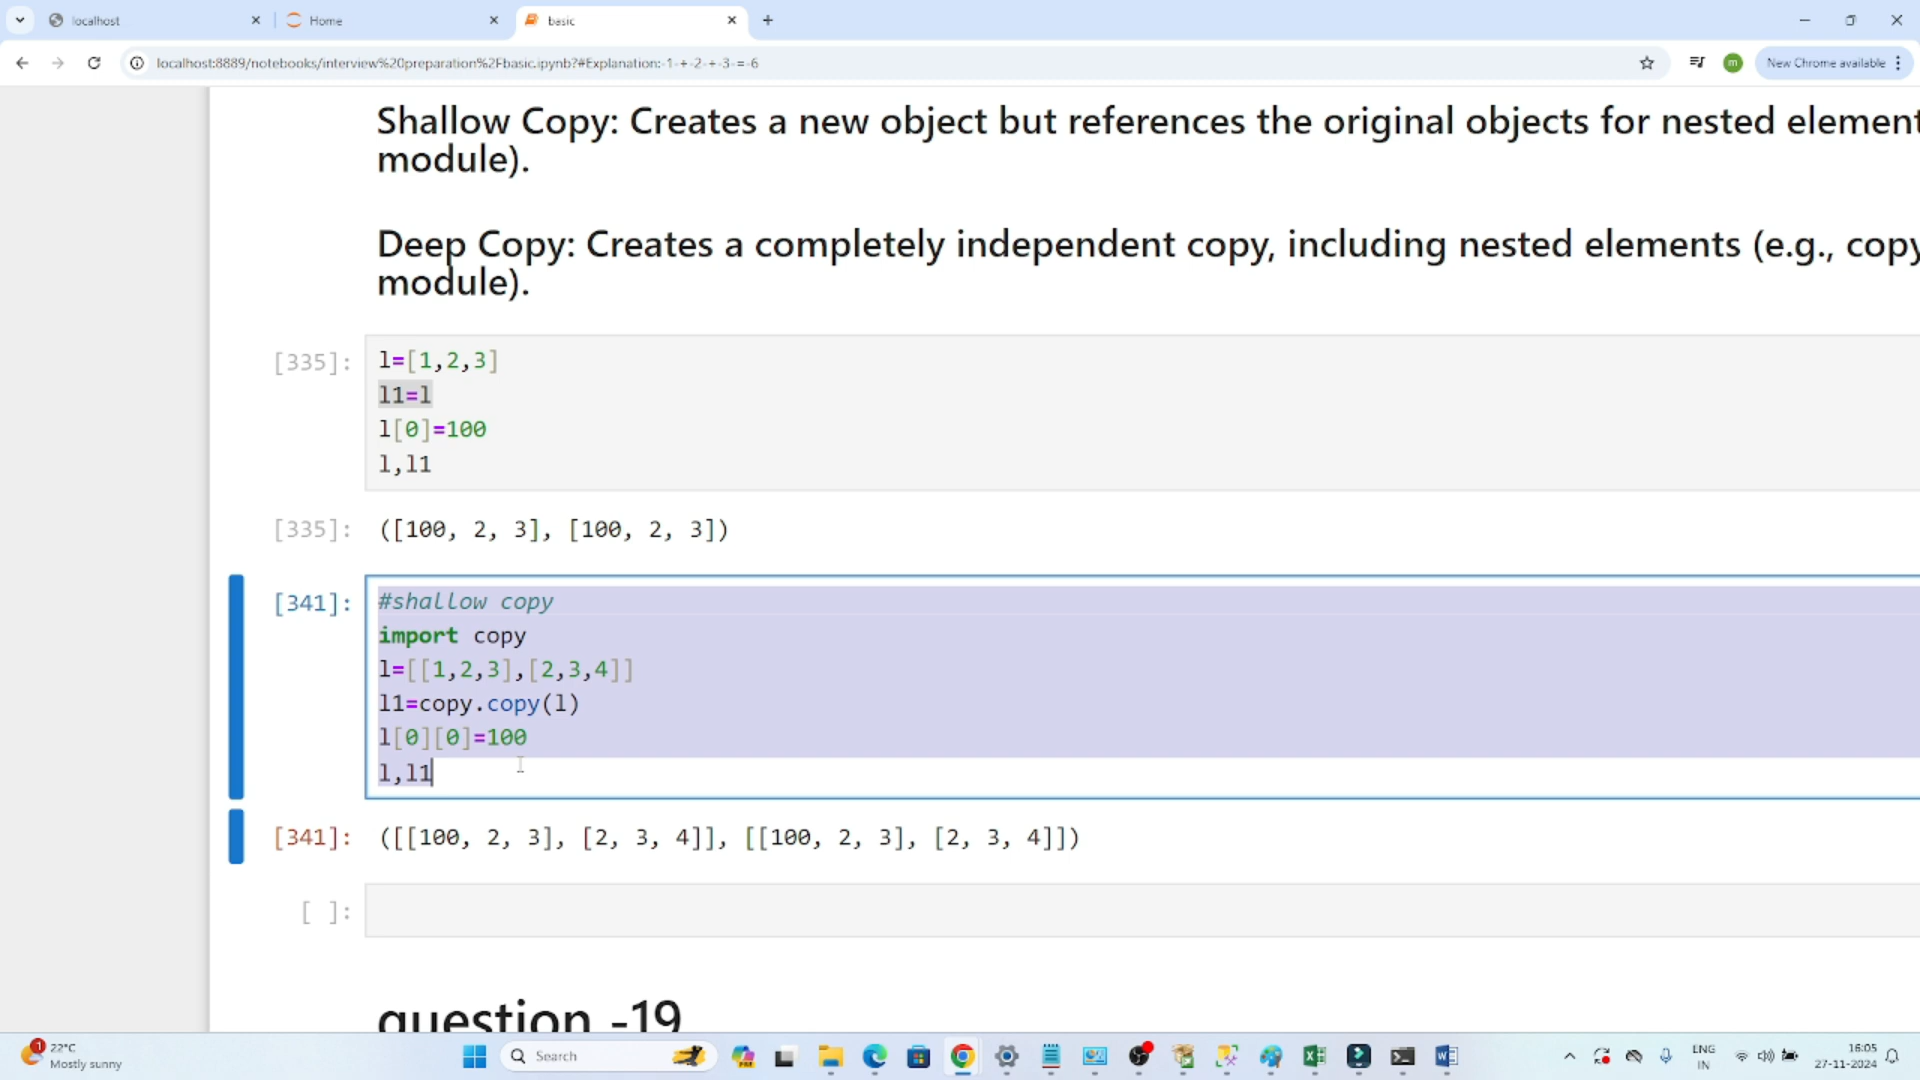 localhost
Home
basic
localhost:8889/notebooks/interview%20preparation%2Fbasic.ipynb?#Explanation:-1-+-2-+-3-=-6
m
New Chrome available
Shallow Copy: Creates a new object but references the original objects for nested element
module).
Deep Copy: Creates a completely independent copy, including nested elements (e.g., copy
module).
[335]:
l=[1,2,3]
l1=l
l[0]=100
l,l1
[335]: ([100, 2, 3], [100, 2, 3])
[341]:
#shallow copy
import copy
l=[[1,2,3],[2,3,4]]
l1=copy.copy(l)
l[0][0]=100
l,l1
[341]: ([[100, 2, 3], [2, 3, 4]], [[100, 2, 3], [2, 3, 4]])
[ ]:
question -19
1
22°C
Mostly sunny
Search
ENG
IN
16:05
27-11-2024